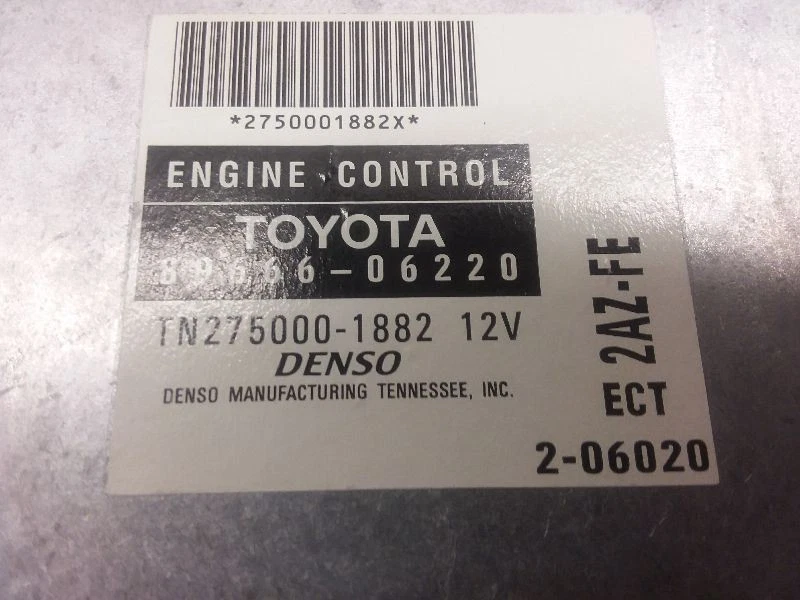 *2750001882X*
ENGINE CONTROL
TOYOTA
89666-06220
TN275000-1882 12V
DENSO
DENSO MANUFACTURING TENNESSEE, INC.
2AZ-FE
ECT
2-06020